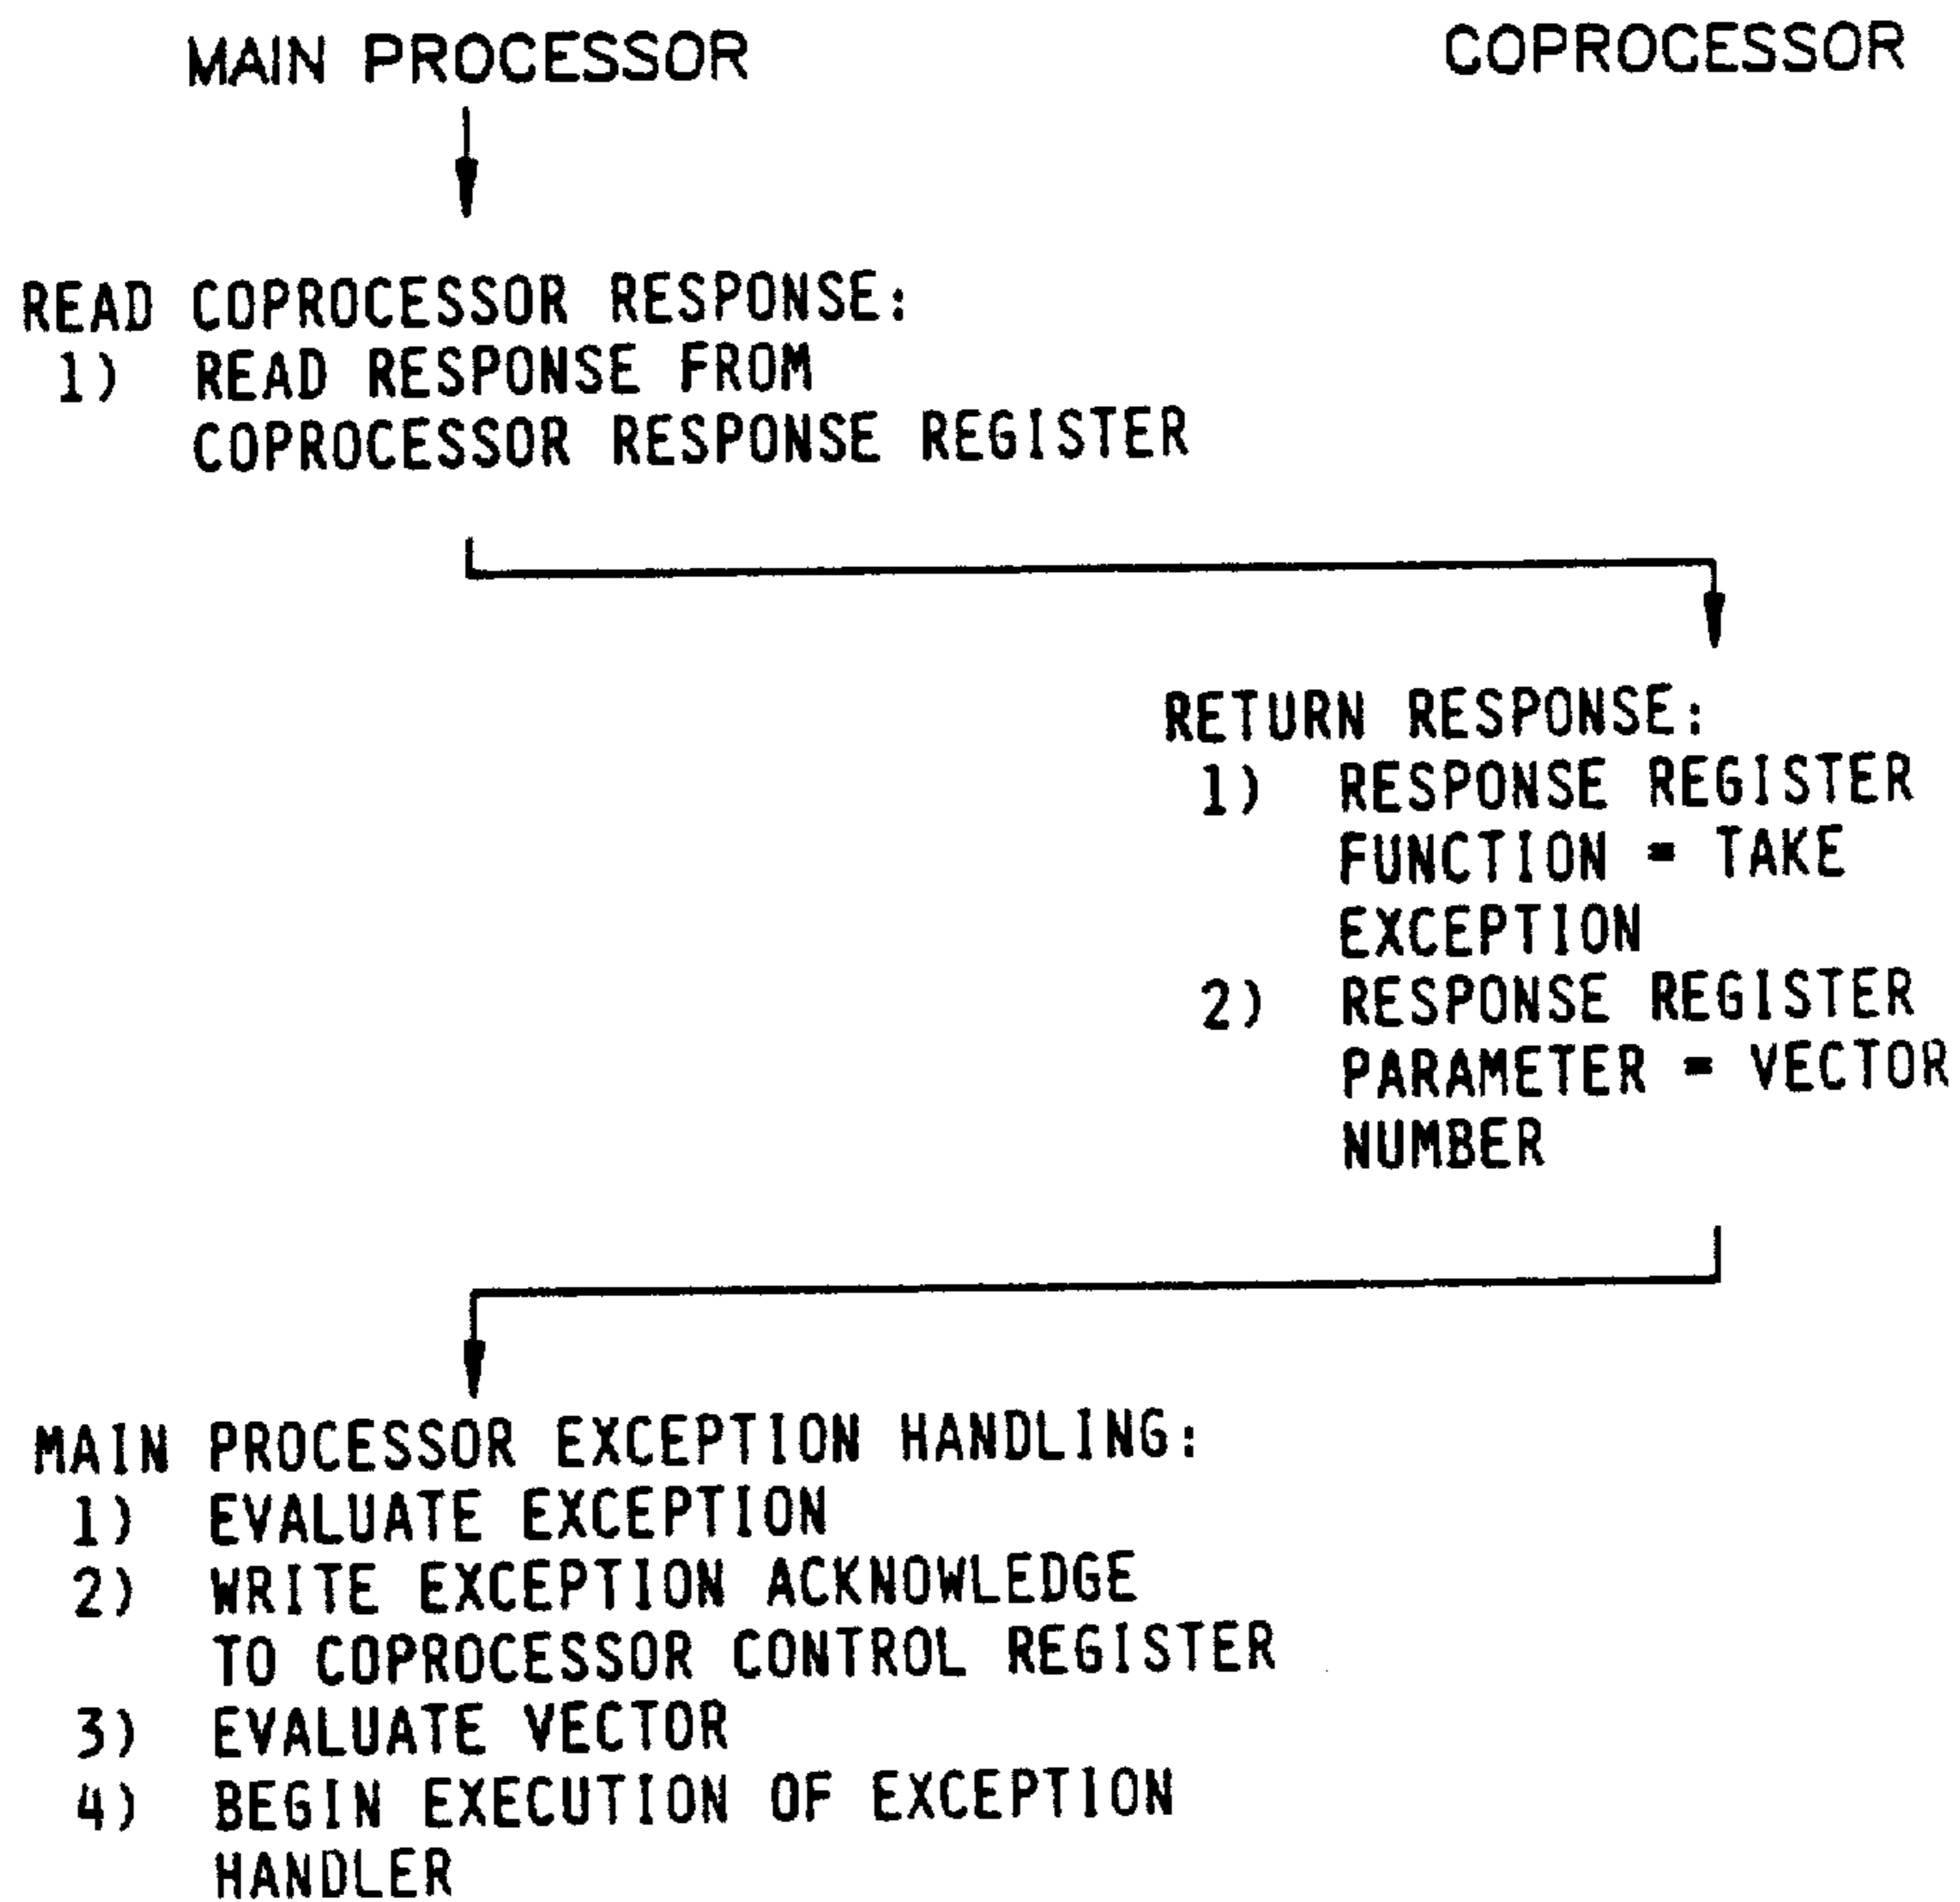 MAIN PROCESSOR
COPROCESSOR
READ COPROCESSOR RESPONSE:
1) READ RESPONSE FROM
COPROCESSOR RESPONSE REGISTER
RETURN RESPONSE:
1) RESPONSE REGISTER
FUNCTION = TAKE
EXCEPTION
2) RESPONSE REGISTER
PARAMETER = VECTOR
NUMBER
MAIN PROCESSOR EXCEPTION HANDLING:
1) EVALUATE EXCEPTION
2) WRITE EXCEPTION ACKNOWLEDGE
TO COPROCESSOR CONTROL REGISTER
3) EVALUATE VECTOR
4) BEGIN EXECUTION OF EXCEPTION
HANDLER